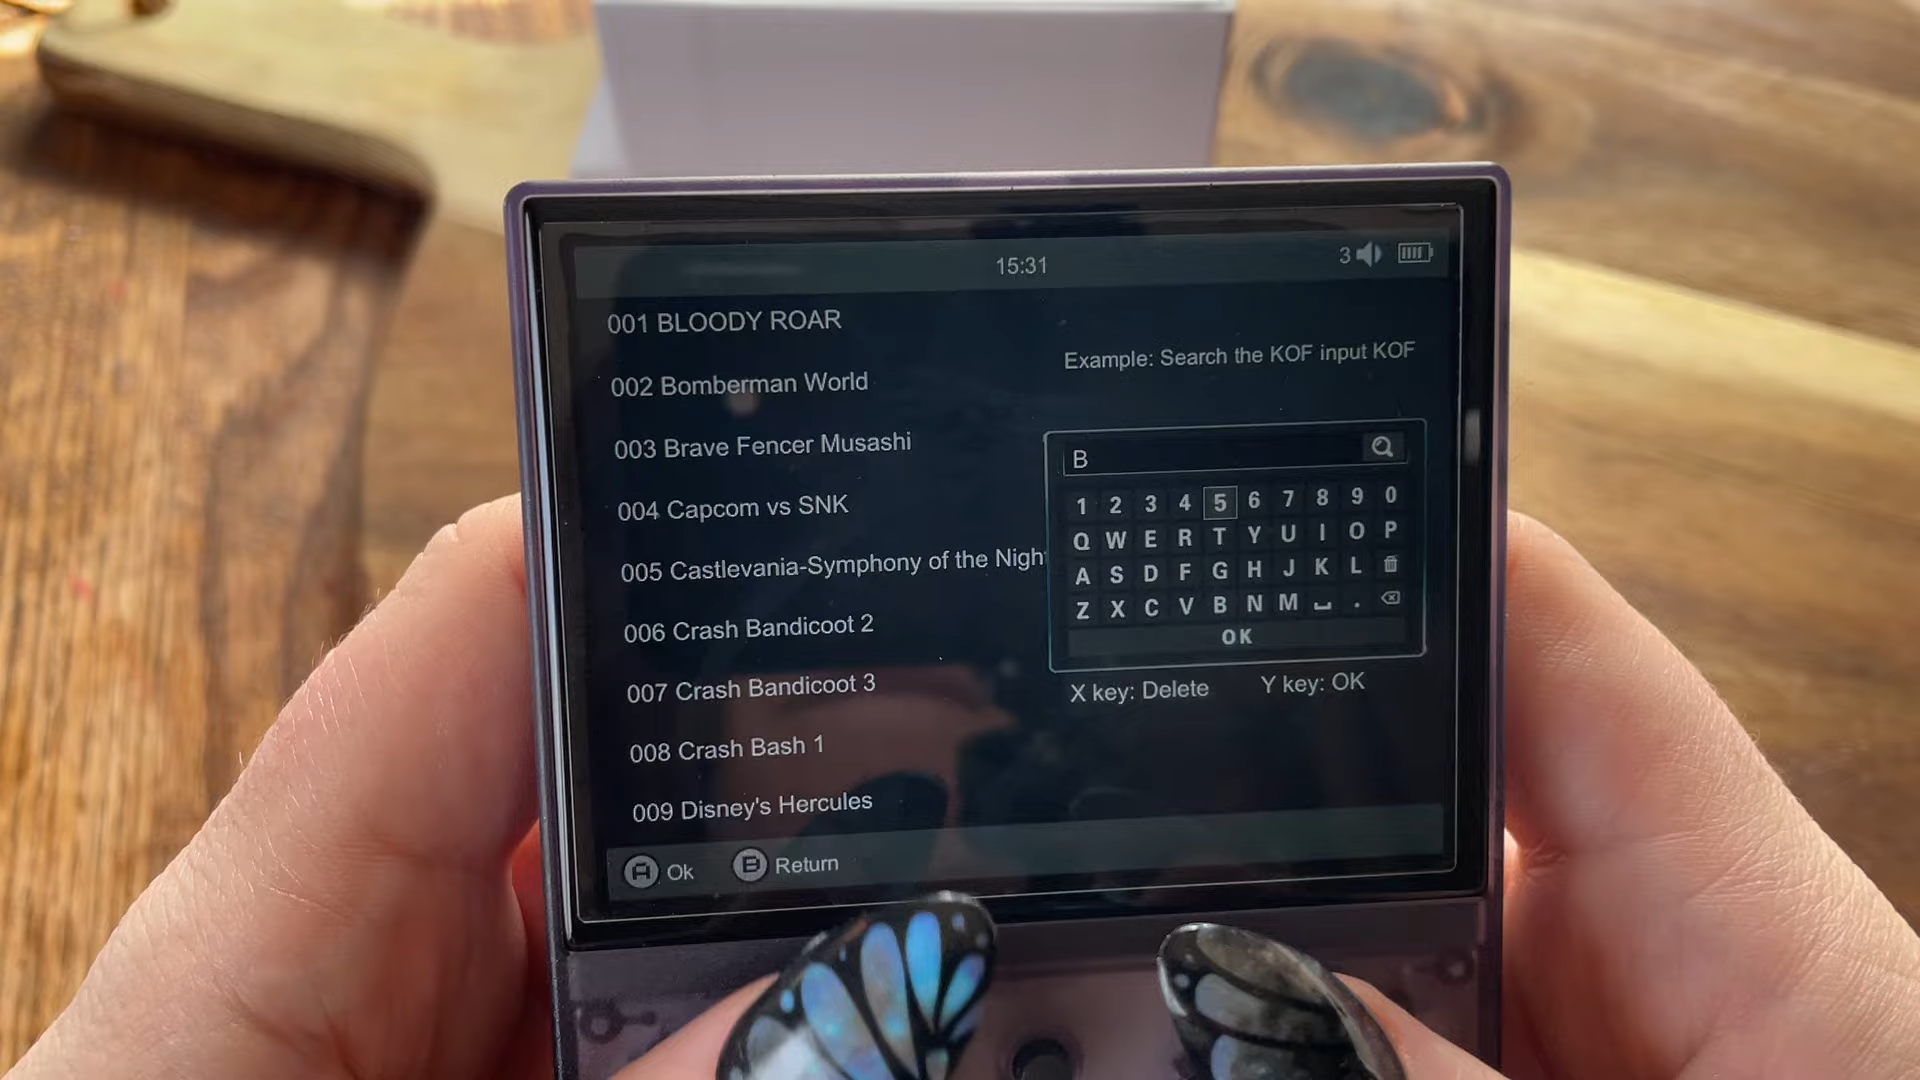 15:31
3
001 BLOODY ROAR
002 Bomberman World
003 Brave Fencer Musashi
004 Capcom vs SNK
005 Castlevania-Symphony of the Nigh
006 Crash Bandicoot 2
007 Crash Bandicoot 3
008 Crash Bash 1
009 Disney's Hercules
Example: Search the KOF input KOF
B
1 2 3 4 5 6 7 8 9 0
Q W E R T Y U I O P
A S D F G H J K L
Z X C V B N M .
OK
X key: Delete Y key: OK
A Ok B Return